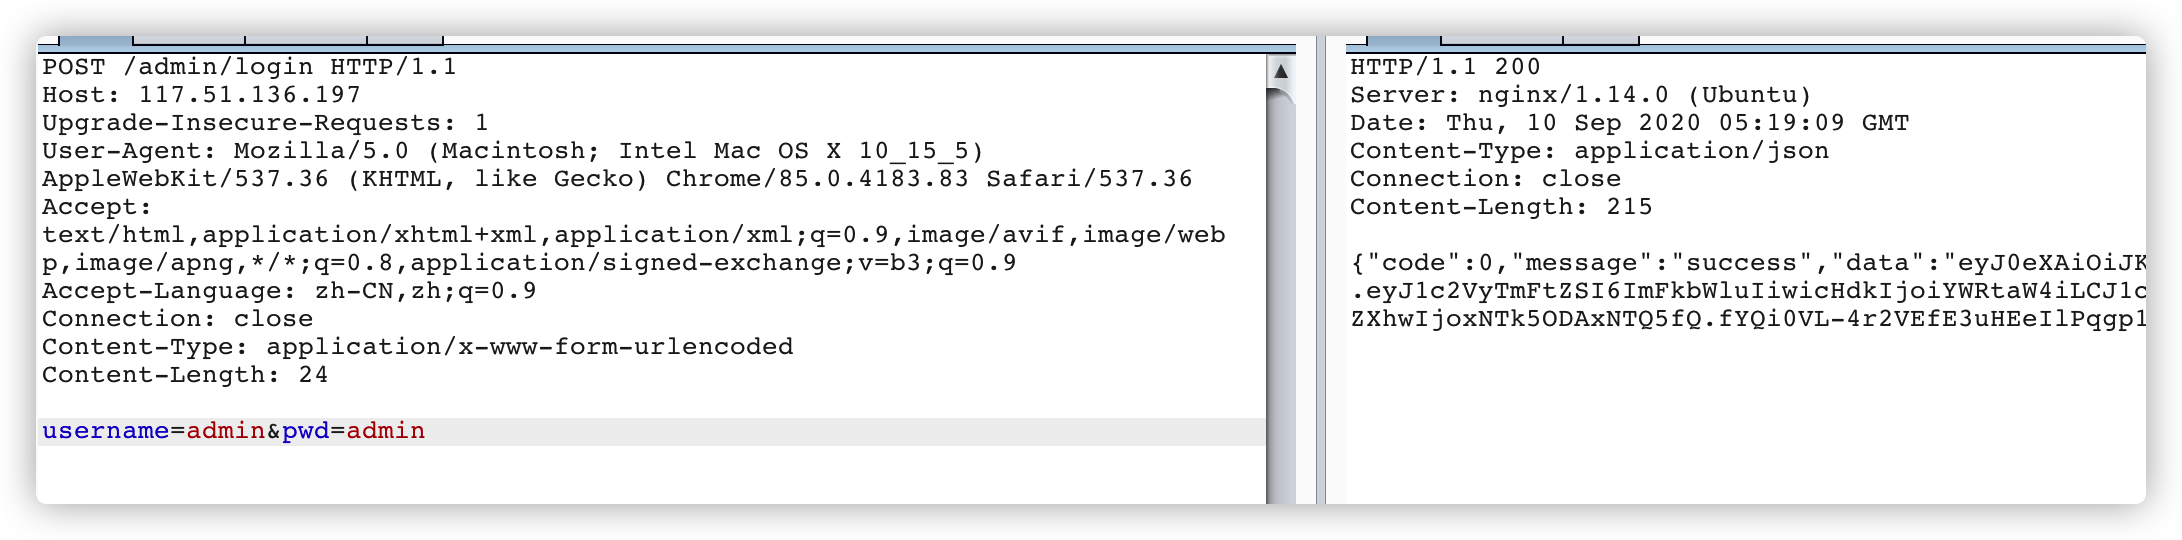 POST /admin/login HTTP/1.1
Host: 117.51.136.197
Upgrade-Insecure-Requests: 1
User-Agent: Mozilla/5.0 (Macintosh; Intel Mac OS X 10_15_5)
AppleWebKit/537.36 (KHTML, like Gecko) Chrome/85.0.4183.83 Safari/537.36
Accept:
text/html,application/xhtml+xml,application/xml;q=0.9,image/avif,image/web
p,image/apng,*/*;q=0.8,application/signed-exchange;v=b3;q=0.9
Accept-Language: zh-CN,zh;q=0.9
Connection: close
Content-Type: application/x-www-form-urlencoded
Content-Length: 24
username=admin&pwd=admin
HTTP/1.1 200
Server: nginx/1.14.0 (Ubuntu)
Date: Thu, 10 Sep 2020 05:19:09 GMT
Content-Type: application/json
Connection: close
Content-Length: 215
{"code":0,"message":"success","data":"eyJ0eXAiOiJK
.eyJ1c2VyTmFtZSI6ImFkbWluIiwicHdkIjoiYWRtaW4iLCJ1c
ZXhwIjoxNTk5ODAxNTQ5fQ.fYQi0VL-4r2VEfE3uHEeIlPqgp1